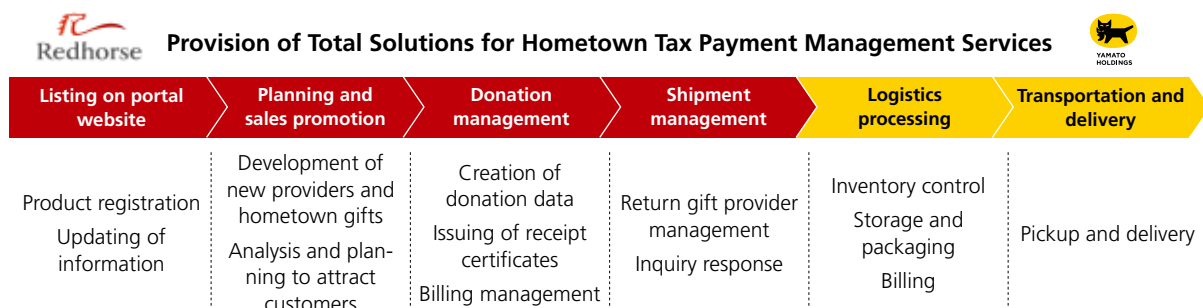 Redhorse
Provision of Total Solutions for Hometown Tax Payment Management Services
YAMATO
HOLDINGS
Listing on portal
website
Planning and
sales promotion
Donation
management
Shipment
management
Logistics
processing
Transportation and
delivery
Product registration
Updating of
information
Development of
new providers and
hometown gifts
Analysis and plan-
ning to attract
customers
Creation of
donation data
Issuing of receipt
certificates
Billing management
Return gift provider
management
Inquiry response
Inventory control
Storage and
packaging
Billing
Pickup and delivery